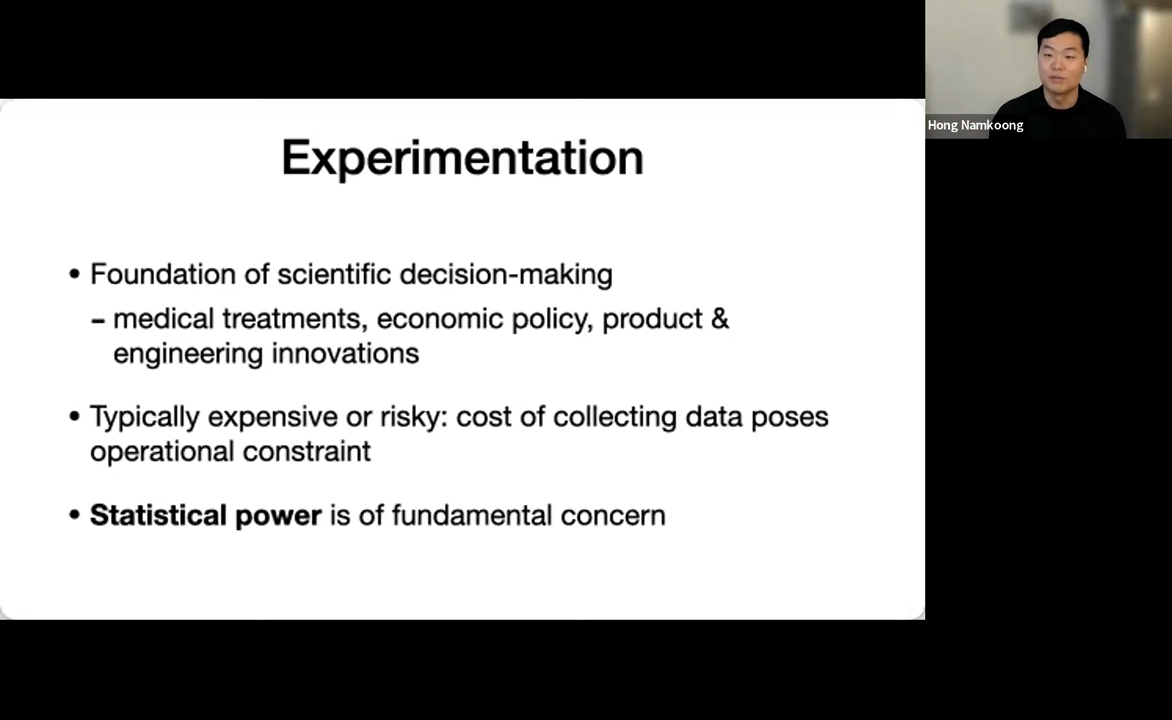 Experimentation
• Foundation of scientific decision-making
– medical treatments, economic policy, product &
engineering innovations
• Typically expensive or risky: cost of collecting data poses
operational constraint
• Statistical power is of fundamental concern
Hong Namkoong